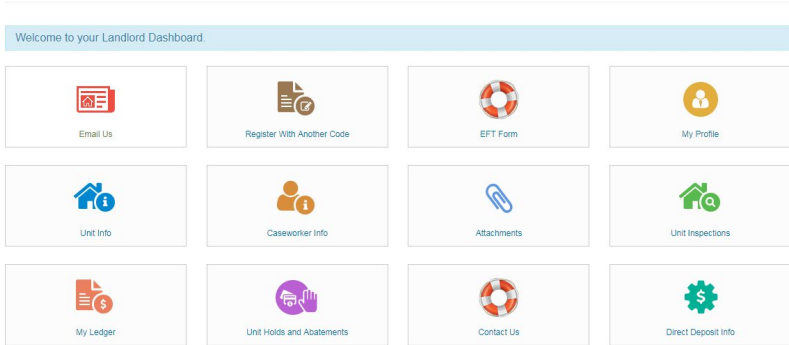 Welcome to your Landlord Dashboard.
Email Us
Register With Another Code
EFT Form
My Profile
Unit Info
Caseworker Info
Attachments
Unit Inspections
My Ledger
Unit Holds and Abatements
Contact Us
Direct Deposit Info